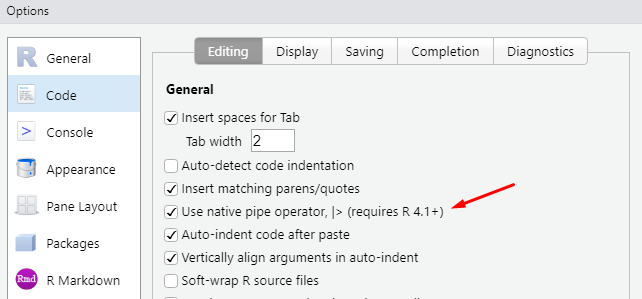 Options
R General
Code
> Console
Appearance
Pane Layout
Packages
Rmd R Markdown
Editing Display Saving Completion Diagnostics
General
Insert spaces for Tab
Tab width 2
Auto-detect code indentation
Insert matching parens/quotes
Use native pipe operator, |> (requires R 4.1+)
Auto-indent code after paste
Vertically align arguments in auto-indent
Soft-wrap R source files